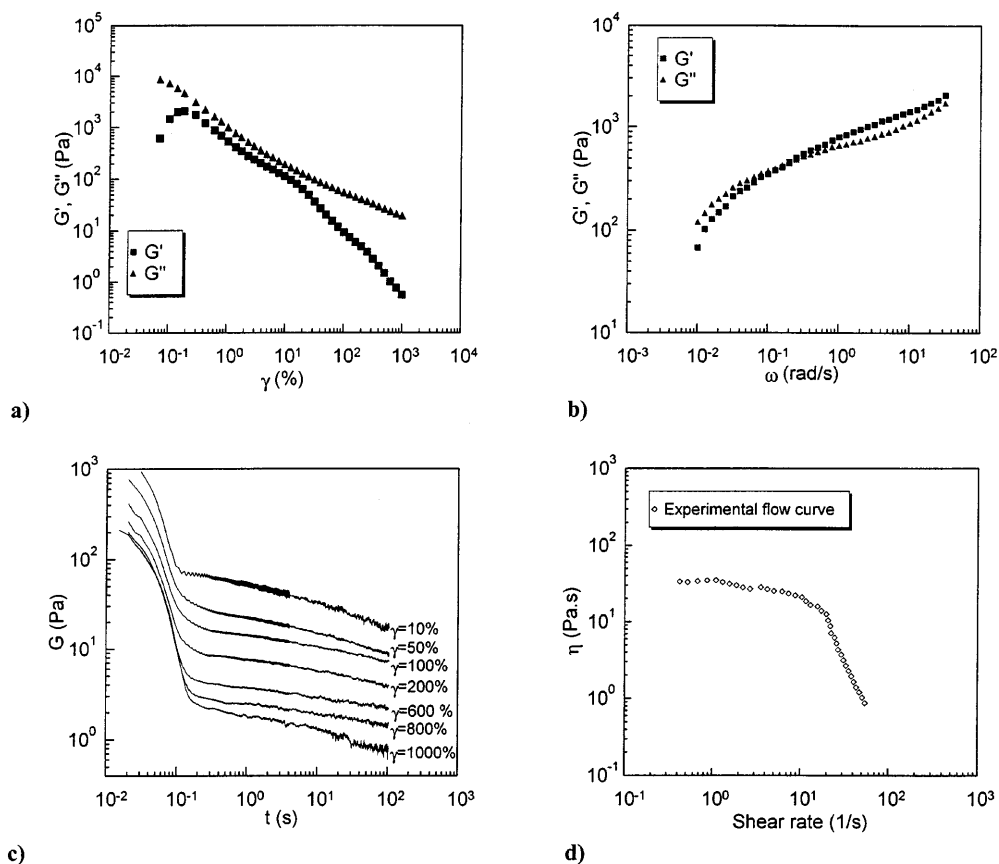 10⁵
10⁴
10³
10²
10¹
10⁰
10⁻¹
G', G'' (Pa)
G'
G''
10⁻² 10⁻¹ 10⁰ 10¹ 10² 10³ 10⁴
γ (%)
a)
10⁴
10³
10²
10¹
G', G'' (Pa)
G'
G''
10⁻³ 10⁻² 10⁻¹ 10⁰ 10¹ 10²
ω (rad/s)
b)
10³
10²
10¹
10⁰
G (Pa)
γ=10%
γ=50%
γ=100%
γ=200%
γ=600 %
γ=800%
γ=1000%
10⁻² 10⁻¹ 10⁰ 10¹ 10² 10³
t (s)
c)
10³
10²
10¹
10⁰
10⁻¹
η (Pa.s)
Experimental flow curve
10⁻¹ 10⁰ 10¹ 10² 10³
Shear rate (1/s)
d)